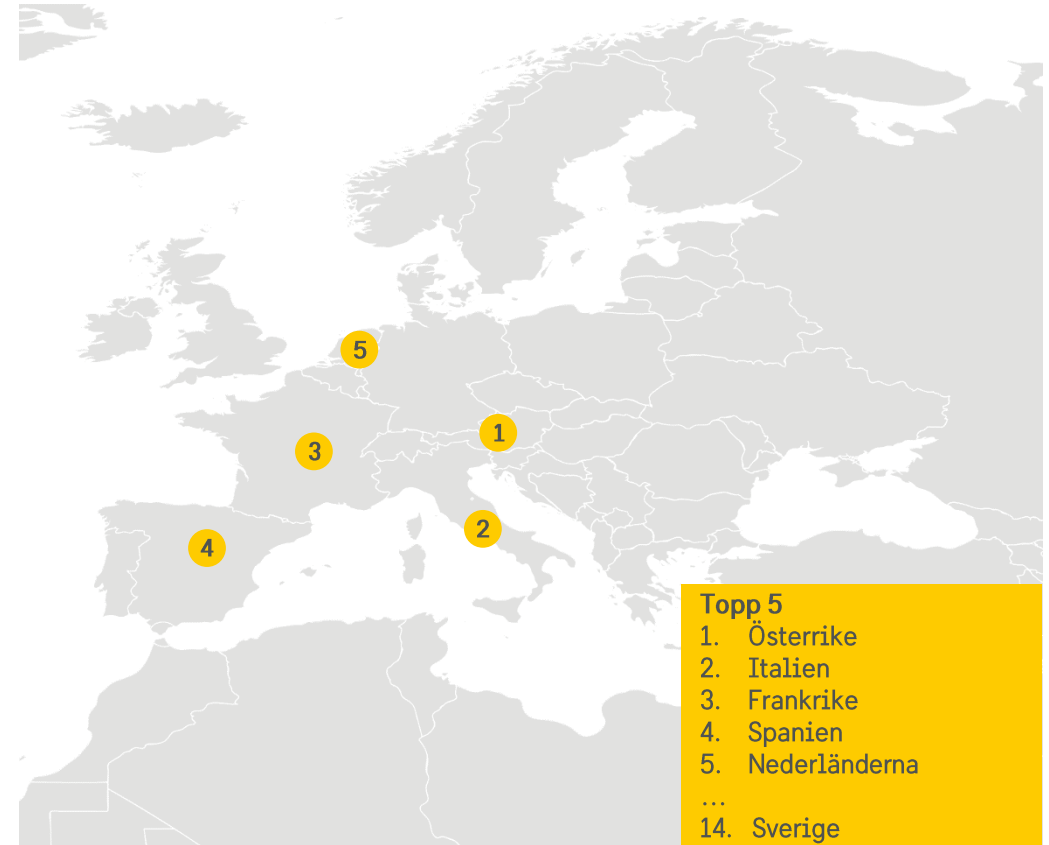 5
1
3
2
4
Topp 5
1. Österrike
2. Italien
3. Frankrike
4. Spanien
5. Nederländerna
...
14. Sverige